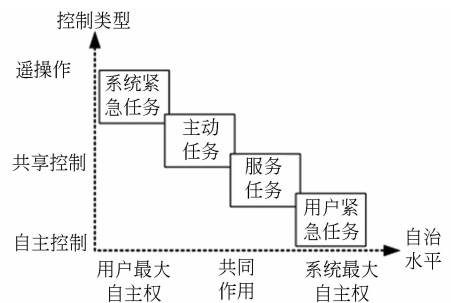 控制类型
遥操作
系统紧
急任务
主动
任务
共享控制
服务
任务
用户紧
急任务
自主控制
自治
水平
用户最大
自主权
共同
作用
系统最大
自主权